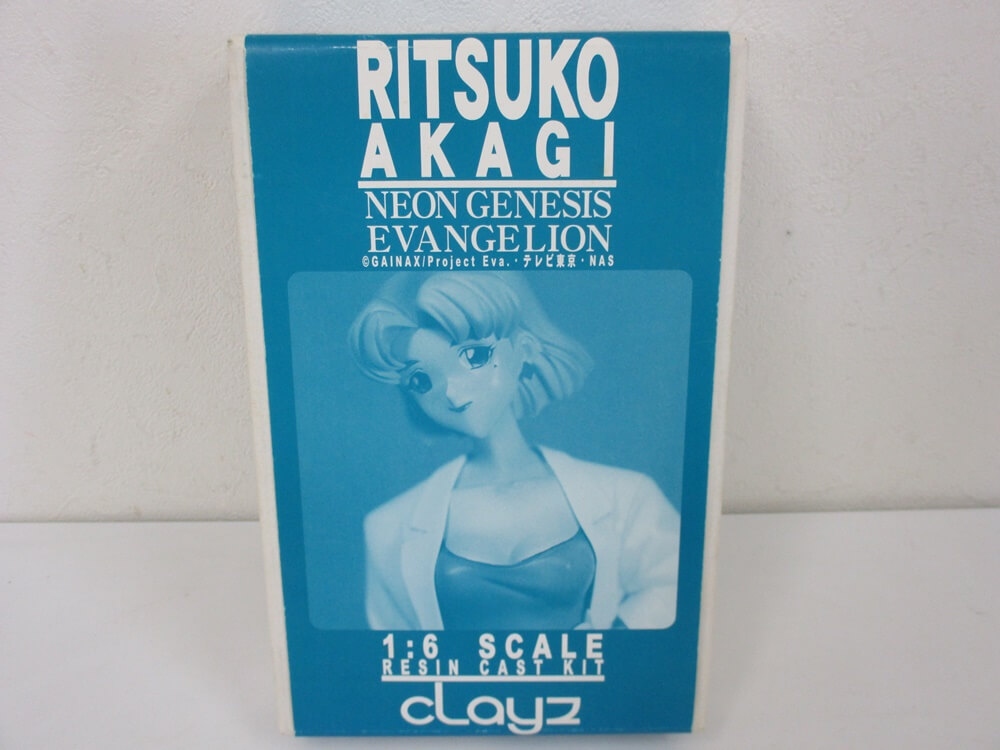 RITSUKO
AKAGI
NEON GENESIS
EVANGELION
©GAINAX/Project Eva.・テレビ東京・NAS
1:6 SCALE
RESIN CAST KIT
clayz